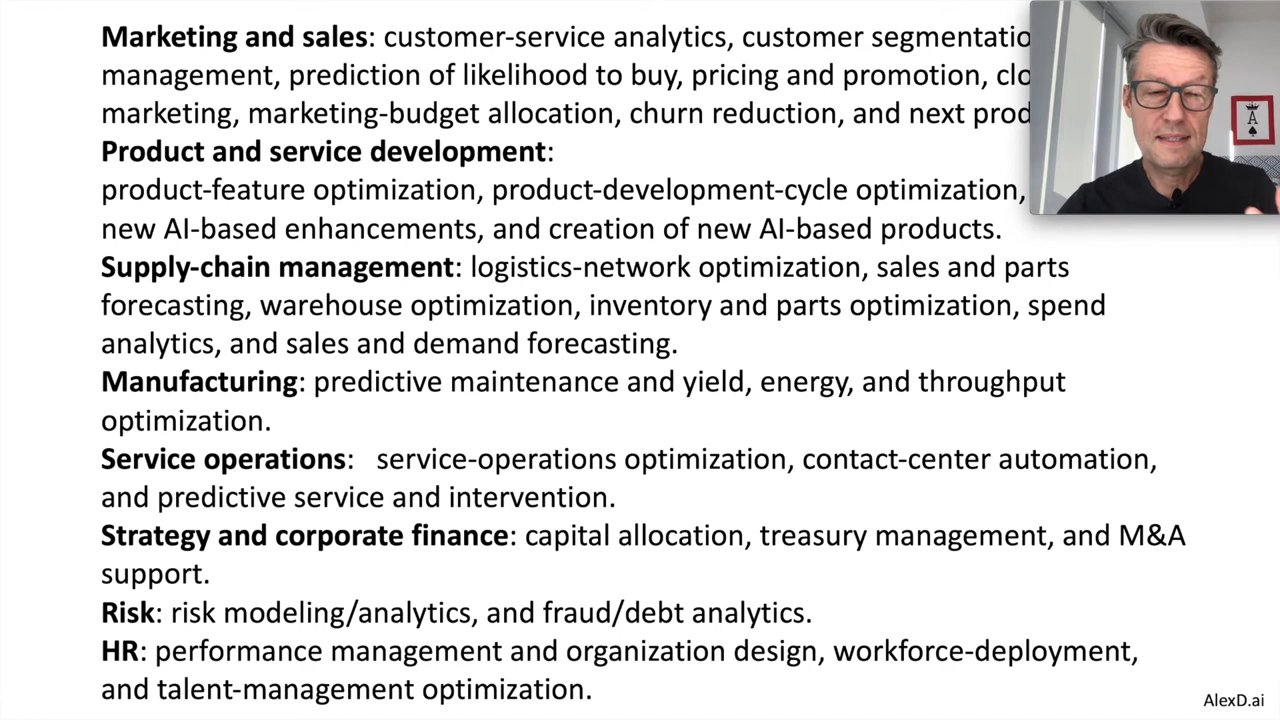 Marketing and sales: customer-service analytics, customer
management, prediction of likelihood to buy, pricing and promotion,
marketing, marketing-budget allocation, churn reduction, and next
Product and service development:
product-feature optimization, product-development-cycle optimization,
new AI-based enhancements, and creation of new AI-based products.
Supply-chain management: logistics-network optimization, sales and parts
forecasting, warehouse optimization, inventory and parts optimization, spend
analytics, and sales and demand forecasting.
Manufacturing: predictive maintenance and yield, energy, and throughput
optimization.
Service operations: service-operations optimization, contact-center automation,
and predictive service and intervention.
Strategy and corporate finance: capital allocation, treasury management, and M&A
support.
Risk: risk modeling/analytics, and fraud/debt analytics.
HR: performance management and organization design, workforce-deployment,
and talent-management optimization.
A
AlexD.ai